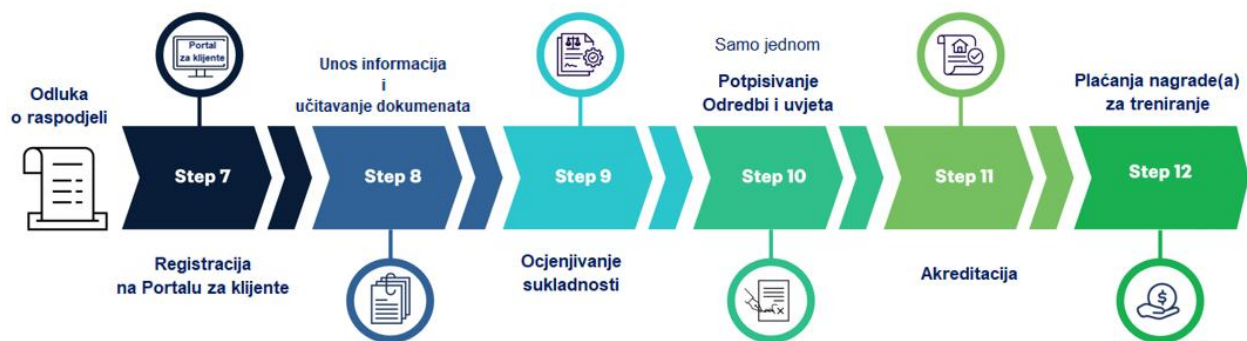 Odluka
o raspodjeli
Portal
za klijente
Step 7
Registracija
na Portalu za klijente
Unos informacija
i
učitavanje dokumenata
Step 8
Step 9
Ocjenjivanje
sukladnosti
Samo jednom
Potpisivanje
Odredbi i uvjeta
Step 10
Step 11
Akreditacija
Plaćanja nagrade(a)
za treniranje
Step 12